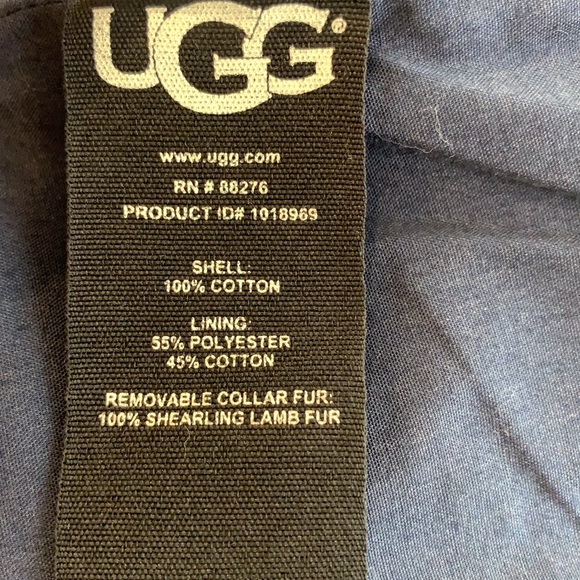 UGG®
www.ugg.com
RN # 88276
PRODUCT ID# 1018969
SHELL:
100% COTTON
LINING:
55% POLYESTER
45% COTTON
REMOVABLE COLLAR FUR:
100% SHEARLING LAMB FUR